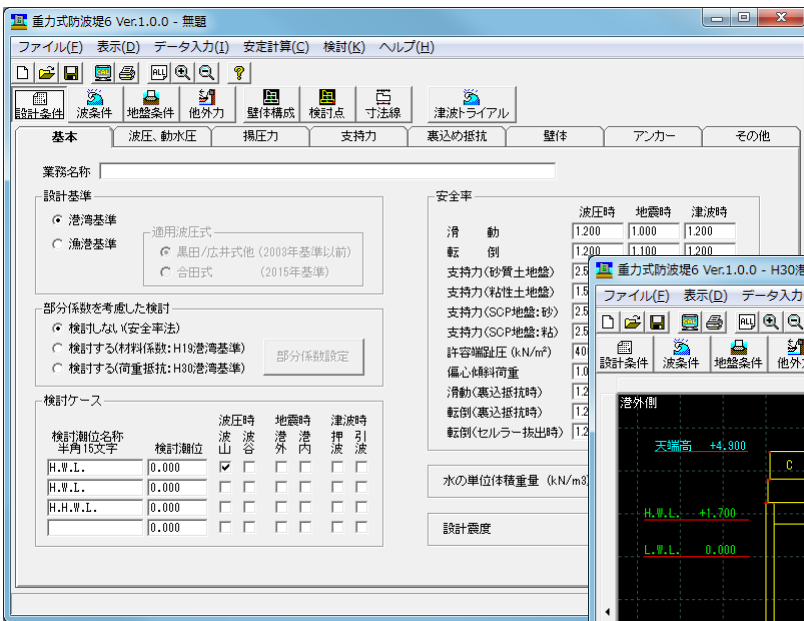 重力式防波堤6 Ver.1.0.0 - 無題
ファイル(F) 表示(D) データ入力(I) 安定計算(C) 検討(K) ヘルプ(H)
ALL
設計条件 波条件 地盤条件 他外力 壁体構成 検討点 寸法線 津波トライアル
基本 波圧、動水圧 揚圧力 支持力 裏込め抵抗 壁体 アンカー その他
業務名称
設計基準
港湾基準
漁港基準
適用波圧式
黒田/広井式他 (2003年基準以前)
合田式 (2015年基準)
部分係数を考慮した検討
検討しない(安全率法)
検討する(材料係数:H19港湾基準)
検討する(荷重抵抗:H30港湾基準)
部分係数設定
検討ケース
波圧時 地震時 津波時
検討潮位名称 半角15文字 検討潮位 波山 波谷 港外 港内 押波 引波
H.W.L. 0.000
H.W.L. 0.000
H.H.W.L. 0.000
0.000
安全率
波圧時 地震時 津波時
滑 動 1.200 1.000 1.200
転 倒 1.200 1.100 1.200
支持力(砂質土地盤) 2.5
支持力(粘性土地盤) 1.5
支持力(SCP地盤:砂) 2.5
支持力(SCP地盤:粘) 2.5
許容端趾圧 (kN/m²) 40
偏心傾斜荷重 1.0
滑動(裏込抵抗時) 1.2
転倒(裏込抵抗時) 1.2
転倒(セルラー抜出時) 1.2
水の単位体積重量 (kN/m3
設計震度
重力式防波堤6 Ver.1.0.0 - H30港
ファイル(F) 表示(D) データ入力
ALL
設計条件 波条件 地盤条件 他外
港外側
天端高 +4.900
C
H.W.L. +1.700
L.W.L. 0.000